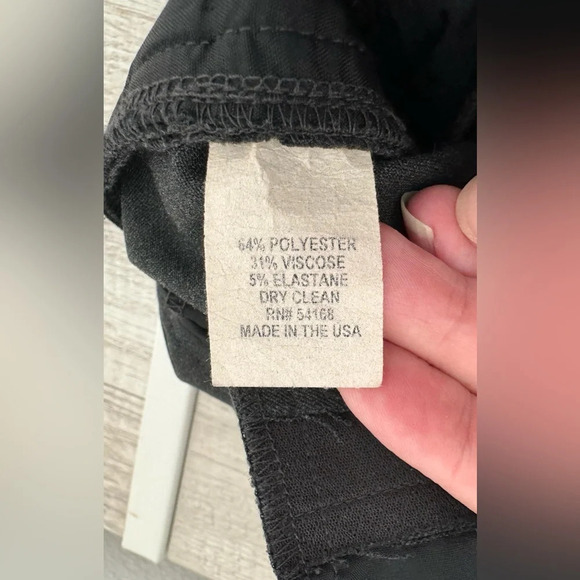 64% POLYESTER
31% VISCOSE
5% ELASTANE
DRY CLEAN
RN# 54168
MADE IN THE USA